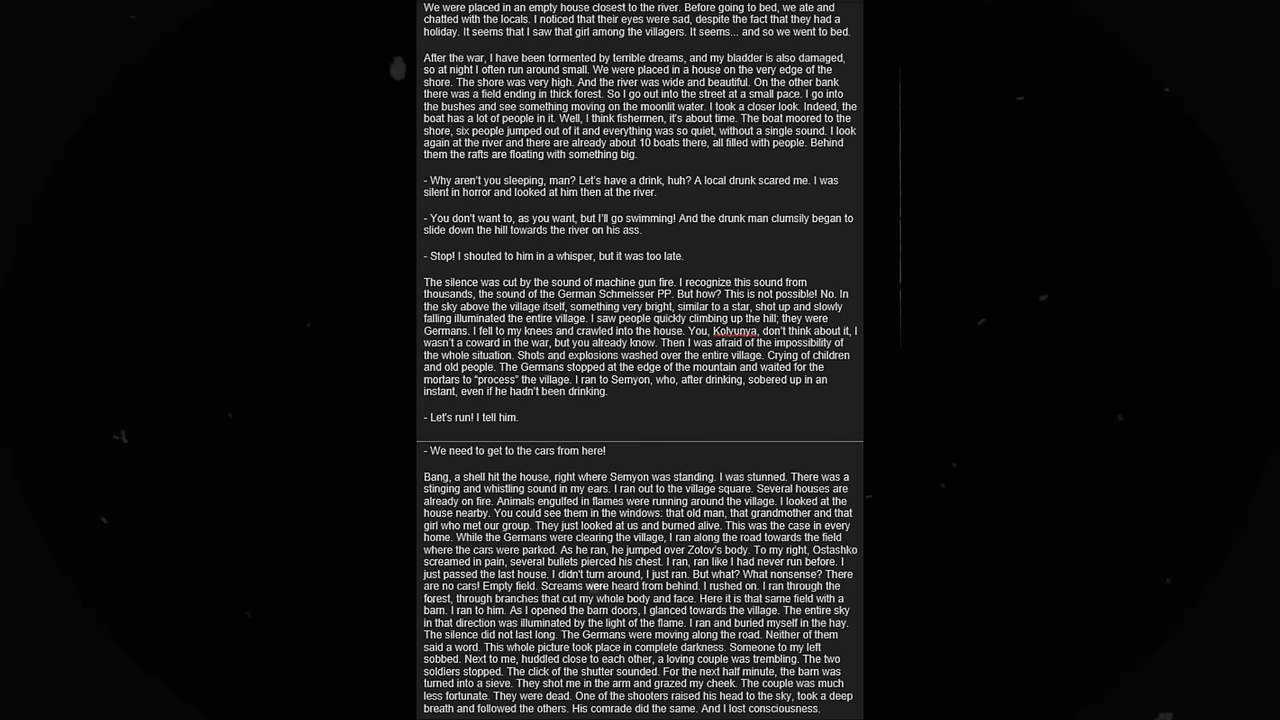 We were placed in an empty house closest to the river. Before going to bed, we ate and
chatted with the locals. I noticed that their eyes were sad, despite the fact that they had a
holiday. It seems that I saw that girl among the villagers. It seems... and so we went to bed.
After the war, I have been tormented by terrible dreams, and my bladder is also damaged,
so at night I often run around small. We were placed in a house on the very edge of the
shore. The shore was very high. And the river was wide and beautiful. On the other bank
there was a field ending in thick forest. So I go out into the street at a small pace. I go into
the bushes and see something moving on the moonlit water. I took a closer look. Indeed, the
boat has a lot of people in it. Well, I think fishermen, it's about time. The boat moored to the
shore, six people jumped out of it and everything was so quiet, without a single sound. I look
again at the river and there are already about 10 boats there, all filled with people. Behind
them the rafts are floating with something big.
- Why aren't you sleeping, man? Let's have a drink, huh? A local drunk scared me. I was
silent in horror and looked at him then at the river.
- You don't want to, as you want, but I'll go swimming! And the drunk man clumsily began to
slide down the hill towards the river on his ass.
- Stop! I shouted to him in a whisper, but it was too late.
The silence was cut by the sound of machine gun fire. I recognize this sound from
thousands, the sound of the German Schmeisser PP. But how? This is not possible! No. In
the sky above the village itself, something very bright, similar to a star, shot up and slowly
falling illuminated the entire village. I saw people quickly climbing up the hill; they were
Germans. I fell to my knees and crawled into the house. You, Kolyunya, don't think about it, I
wasn't a coward in the war, but you already know. Then I was afraid of the impossibility of
the whole situation. Shots and explosions washed over the entire village. Crying of children
and old people. The Germans stopped at the edge of the mountain and waited for the
mortars to "process" the village. I ran to Semyon, who, after drinking, sobered up in an
instant, even if he hadn't been drinking.
- Let's run! I tell him.
- We need to get to the cars from here!
Bang, a shell hit the house, right where Semyon was standing. I was stunned. There was a
stinging and whistling sound in my ears. I ran out to the village square. Several houses are
already on fire. Animals engulfed in flames were running around the village. I looked at the
house nearby. You could see them in the windows: that old man, that grandmother and that
girl who met our group. They just looked at us and burned alive. This was the case in every
home. While the Germans were clearing the village, I ran along the road towards the field
where the cars were parked. As he ran, he jumped over Zotov's body. To my right, Ostashko
screamed in pain, several bullets pierced his chest. I ran, ran like I had never run before. I
just passed the last house. I didn't turn around, I just ran. But what? What nonsense? There
are no cars! Empty field. Screams were heard from behind. I rushed on. I ran through the
forest, through branches that cut my whole body and face. Here it is that same field with a
barn. I ran to him. As I opened the barn doors, I glanced towards the village. The entire sky
in that direction was illuminated by the light of the flame. I ran and buried myself in the hay.
The silence did not last long. The Germans were moving along the road. Neither of them
said a word. This whole picture took place in complete darkness. Someone to my left
sobbed. Next to me, huddled close to each other, a loving couple was trembling. The two
soldiers stopped. The click of the shutter sounded. For the next half minute, the barn was
turned into a sieve. They shot me in the arm and grazed my cheek. The couple was much
less fortunate. They were dead. One of the shooters raised his head to the sky, took a deep
breath and followed the others. His comrade did the same. And I lost consciousness.